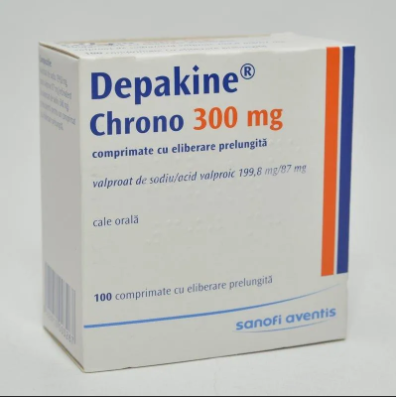 Depakine®
Chrono 300 mg
comprimate cu eliberare prelungită
valproat de sodiu/acid valproic 199,8 mg/87 mg
cale orală
100 comprimate cu eliberare prelungită
sanofi aventis